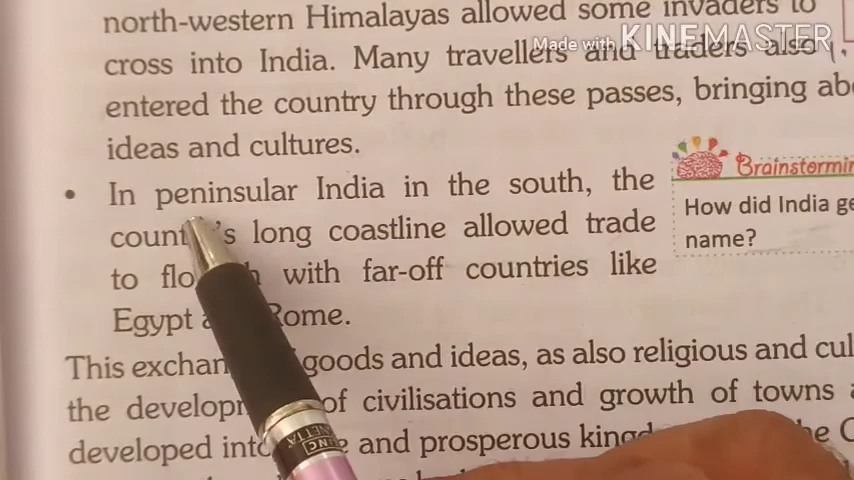 north-western Himalayas allowed some invaders to
Made with KINEMASTER
cross into India. Many travellers and traders also
entered the country through these passes, bringing
ideas and cultures.
• In peninsular India in the south, the
long coastline allowed trade
to with far-off countries like
Egypt Rome.
Brainstormin
How did India ge
name?
This goods and ideas, as also religious and
the of civilisations and growth of towns
developed and prosperous